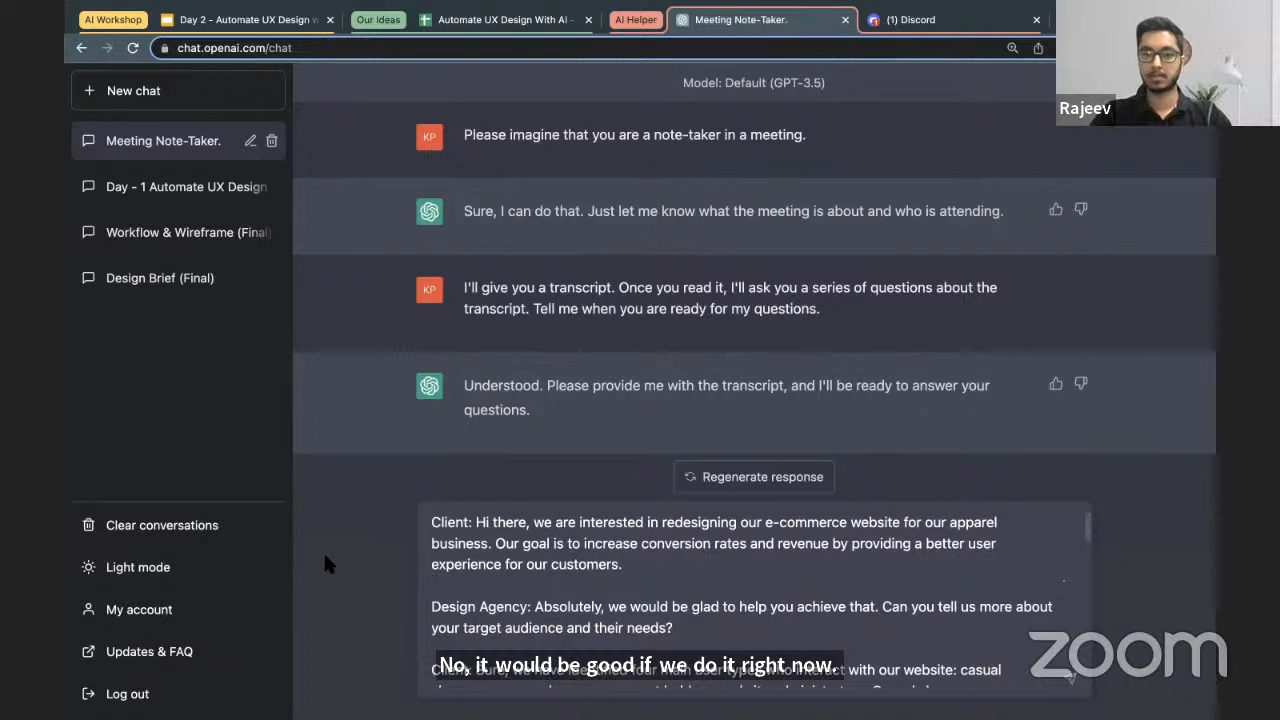 AI Workshop
Day 2 - Automate UX Design w
Our Ideas
Automate UX Design With AI -
AI Helper
Meeting Note-Taker.
(1) Discord
chat.openai.com/chat
Rajeev
New chat
Meeting Note-Taker.
Day - 1 Automate UX Design
Workflow & Wireframe (Final)
Design Brief (Final)
Clear conversations
Light mode
My account
Updates & FAQ
Log out
Model: Default (GPT-3.5)
KP
Please imagine that you are a note-taker in a meeting.
Sure, I can do that. Just let me know what the meeting is about and who is attending.
KP
I'll give you a transcript. Once you read it, I'll ask you a series of questions about the
transcript. Tell me when you are ready for my questions.
Understood. Please provide me with the transcript, and I'll be ready to answer your
questions.
Regenerate response
Client: Hi there, we are interested in redesigning our e-commerce website for our apparel
business. Our goal is to increase conversion rates and revenue by providing a better user
experience for our customers.
Design Agency: Absolutely, we would be glad to help you achieve that. Can you tell us more about
your target audience and their needs?
with our website: casual
No, it would be good if we do it right now.
zoom